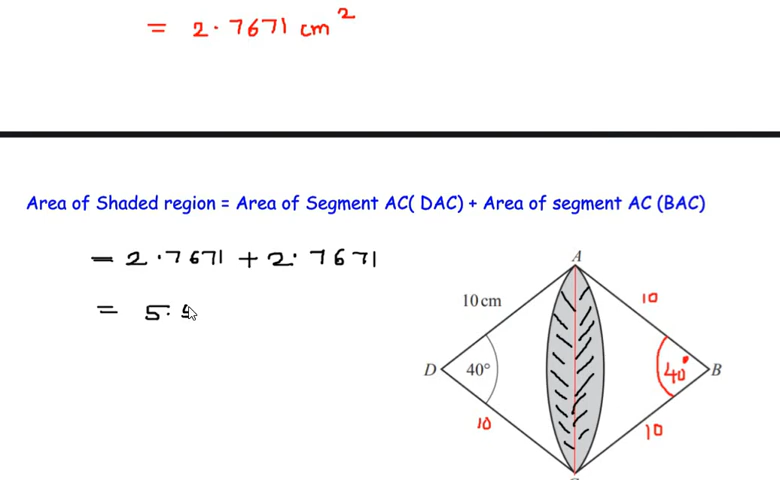 = 2.7671 cm²
Area of Shaded region = Area of Segment AC( DAC) + Area of segment AC (BAC)
= 2.7671 + 2.7671
= 5.5
A
10 cm
10
D
40°
40°
B
10
10